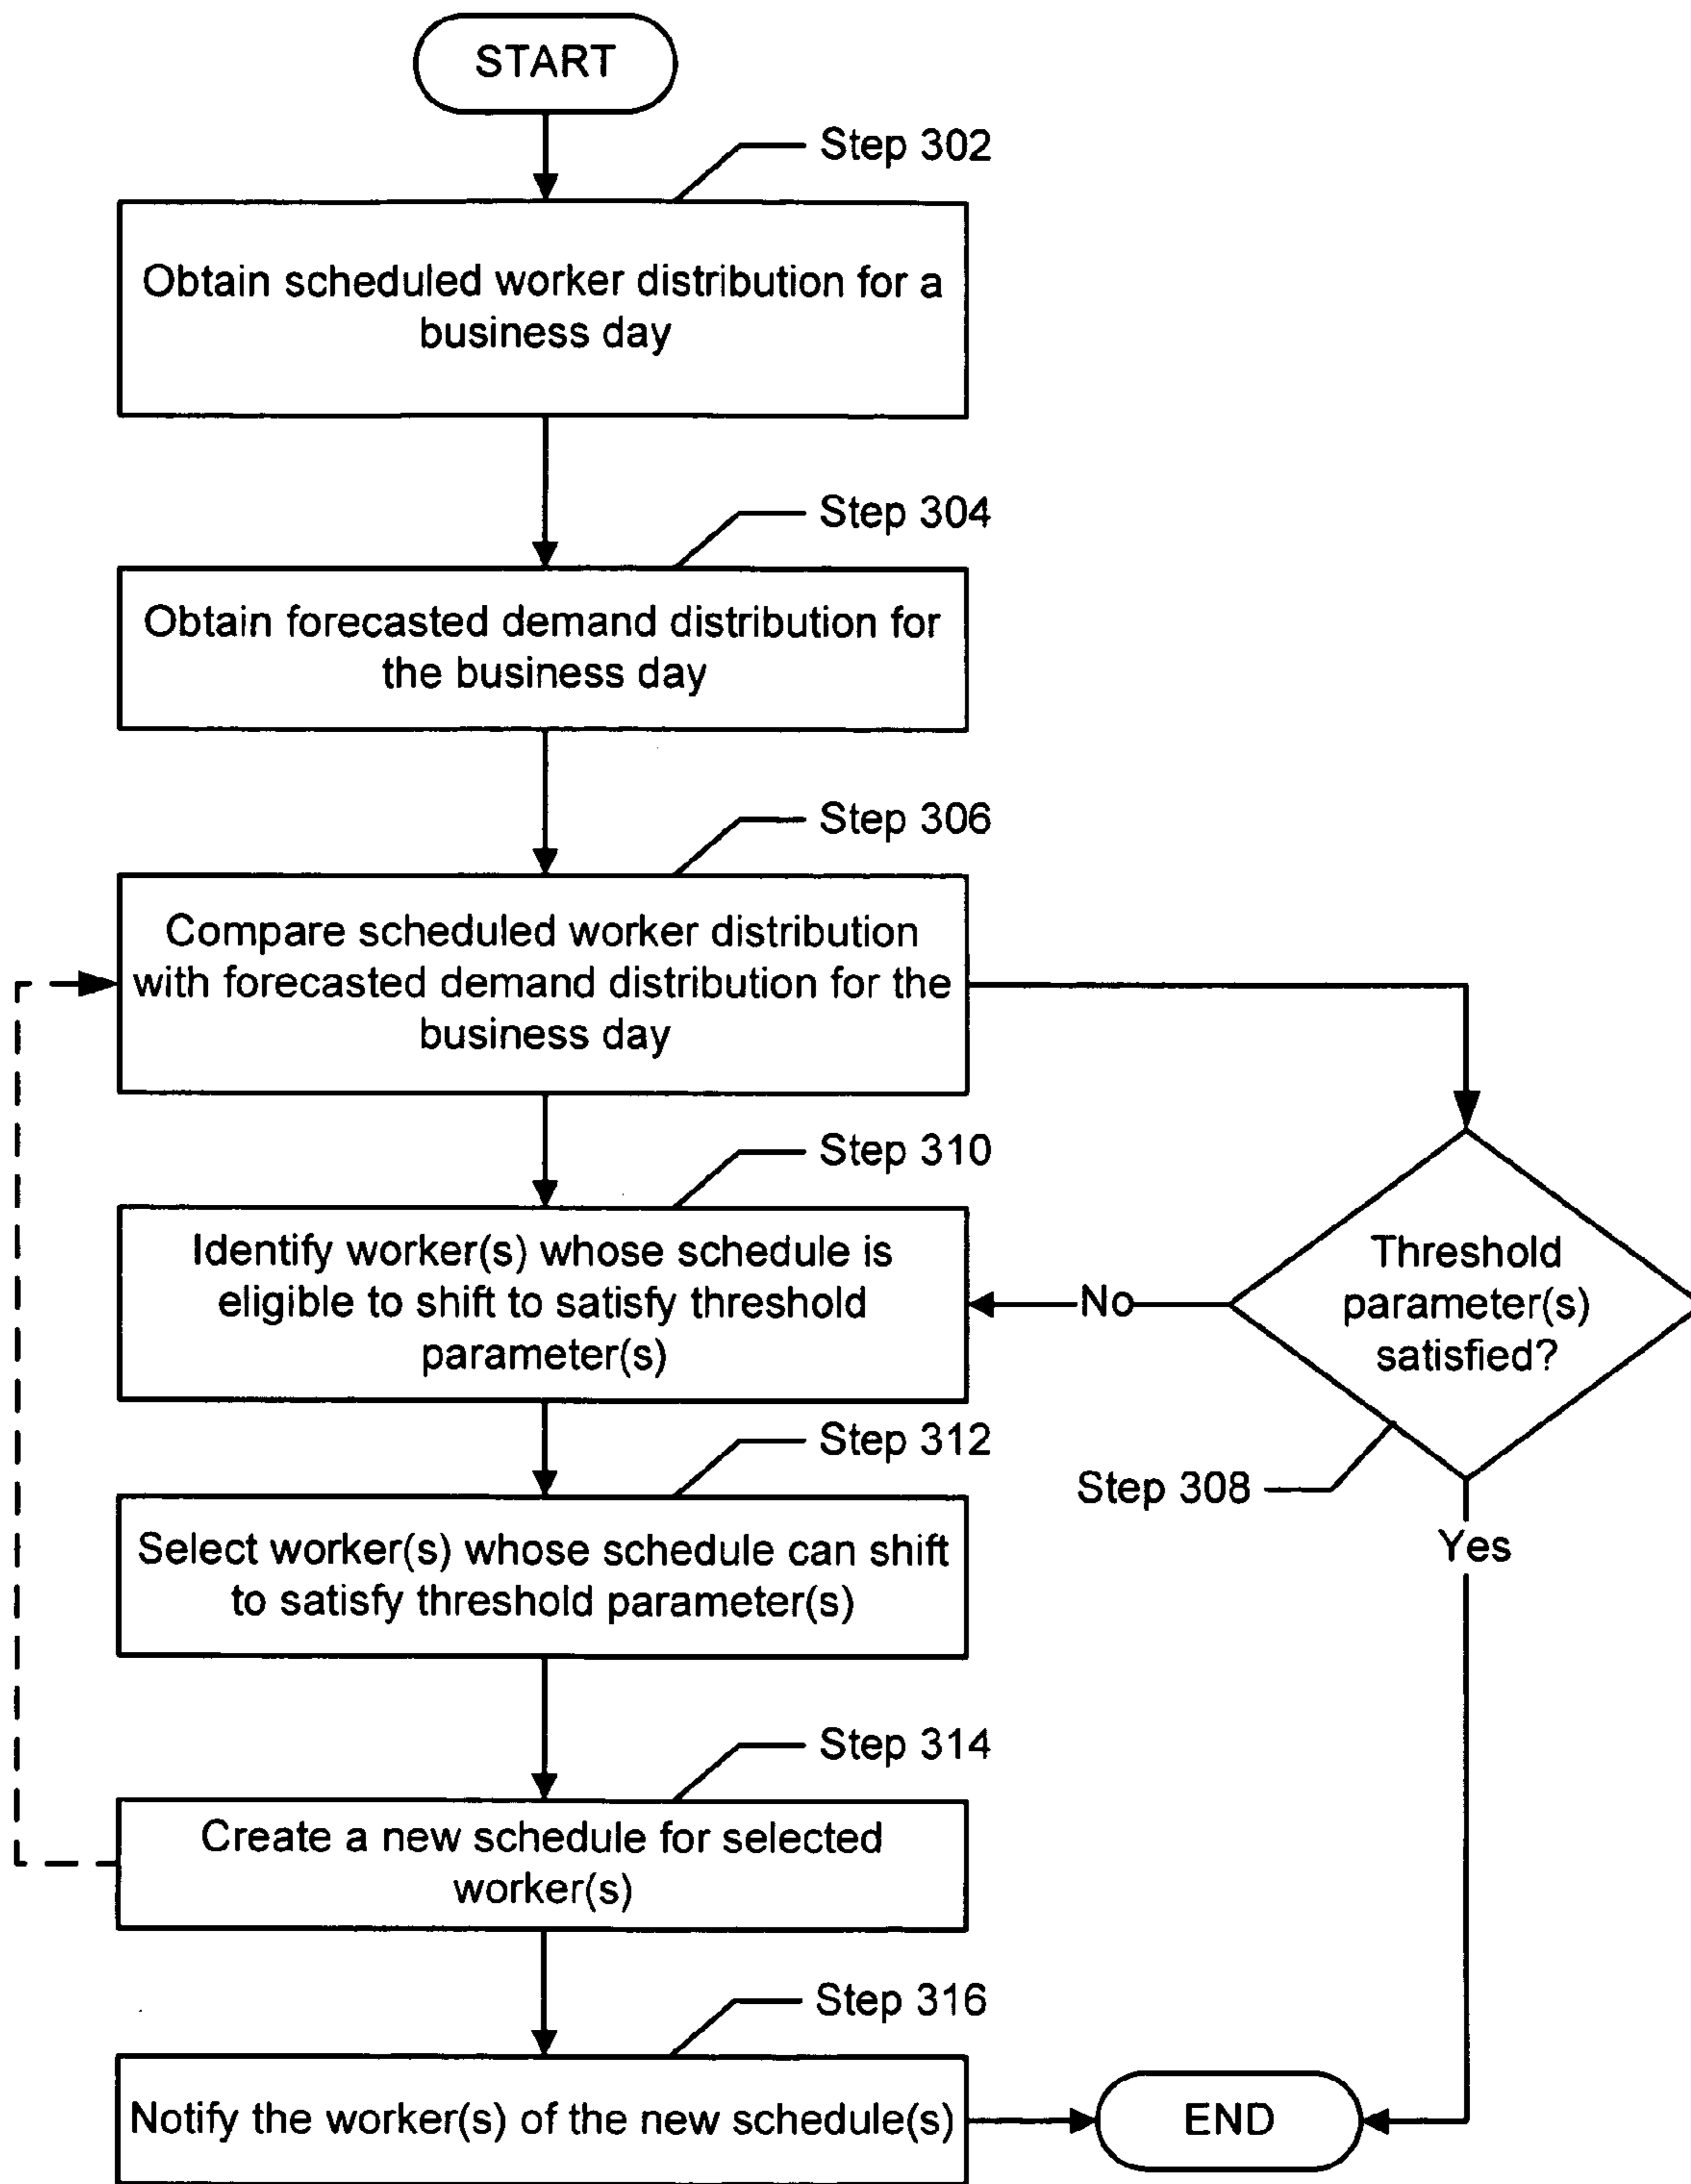 START
Step 302
Obtain scheduled worker distribution for a
business day
Step 304
Obtain forecasted demand distribution for
the business day
Step 306
Compare scheduled worker distribution
with forecasted demand distribution for the
business day
Step 310
Identify worker(s) whose schedule is
eligible to shift to satisfy threshold
parameter(s)
No
Threshold
parameter(s)
satisfied?
Step 308
Yes
Step 312
Select worker(s) whose schedule can shift
to satisfy threshold parameter(s)
Step 314
Create a new schedule for selected
worker(s)
Step 316
Notify the worker(s) of the new schedule(s)
END